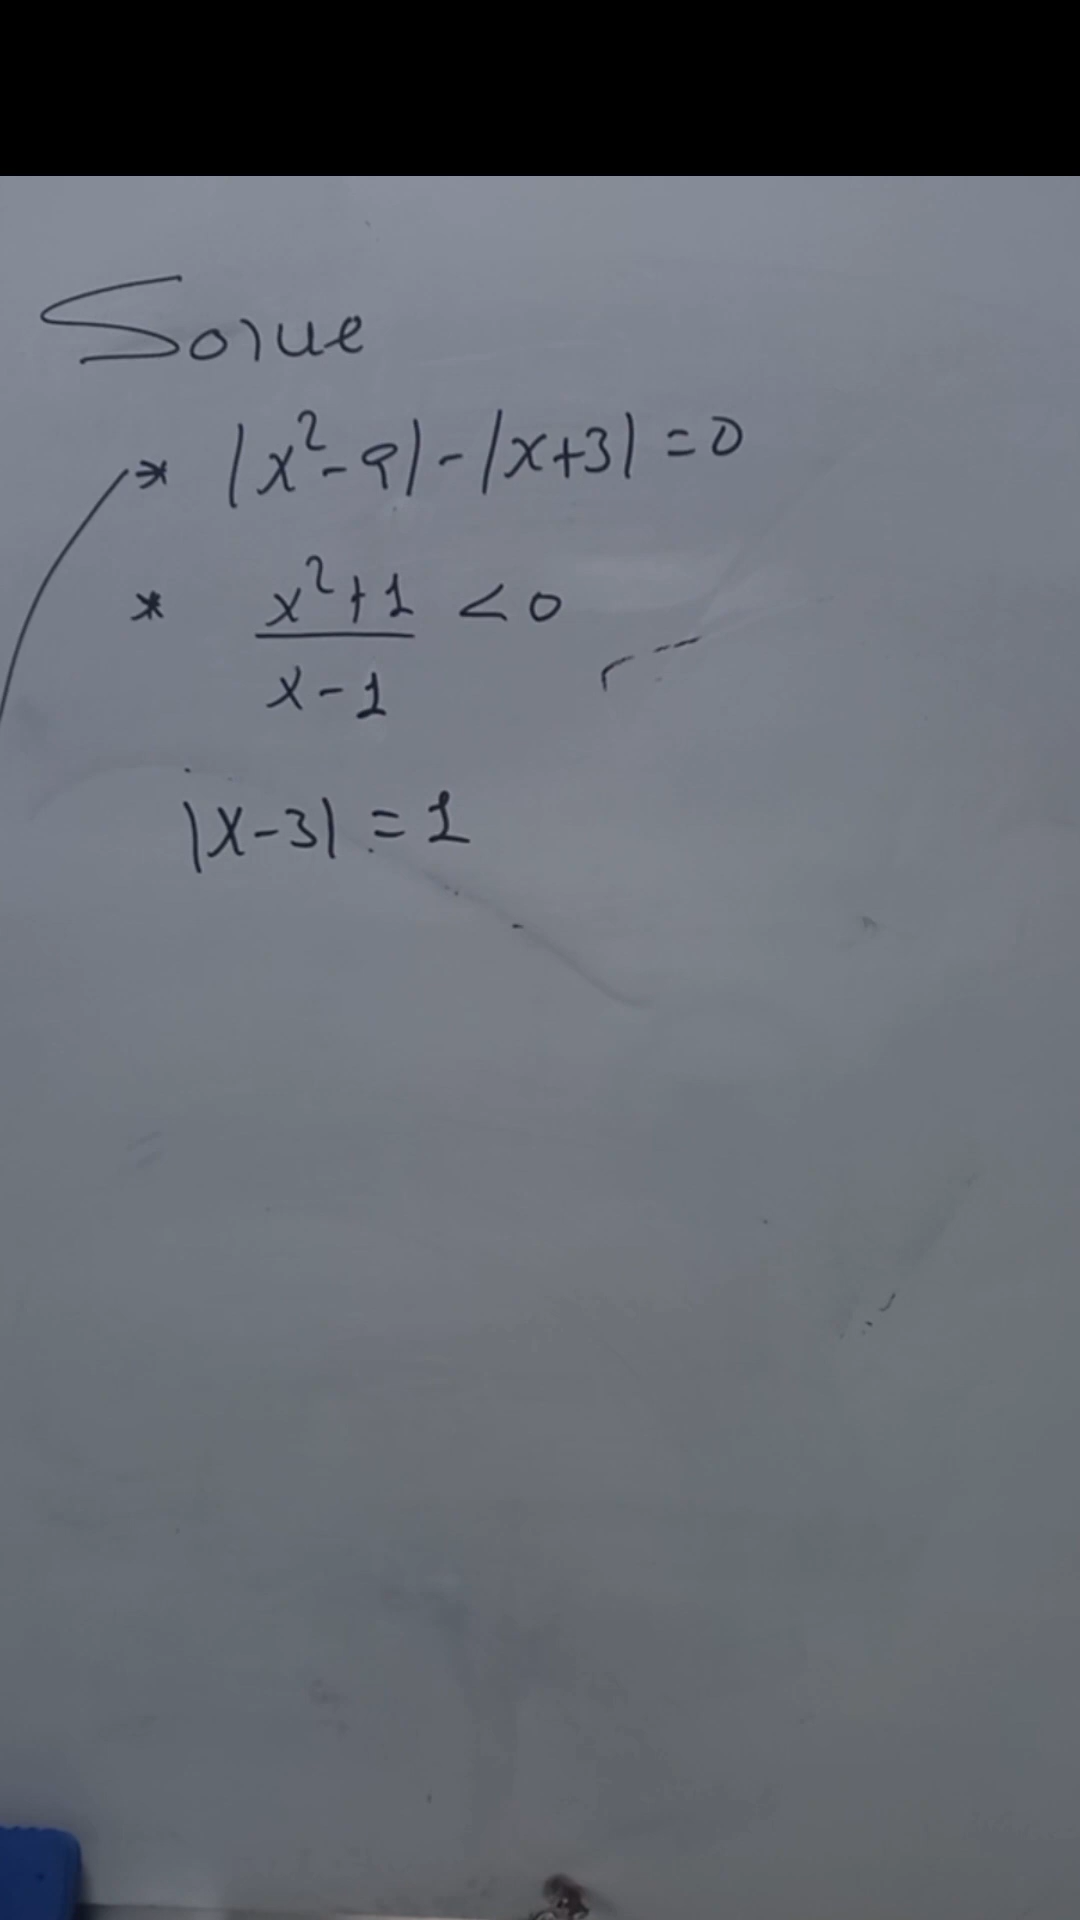 Solve
* |x²-9|-|x+3|=0
* x²+1 <0
x-1
|x-3|=1